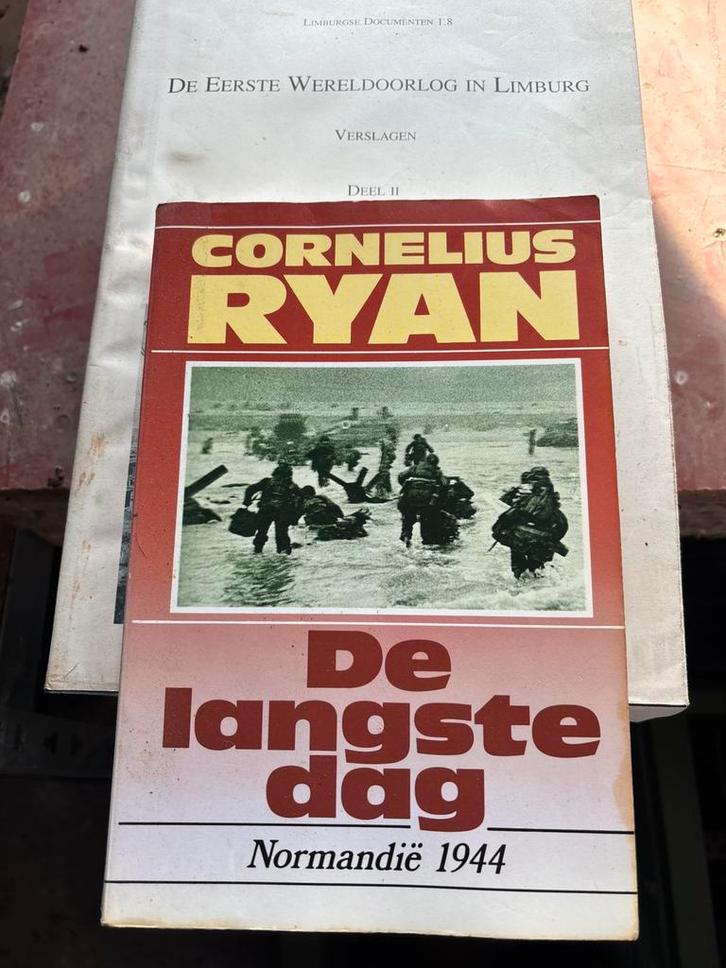 LIMBURGSE DOCUMENTEN 1.8
DE EERSTE WERELDOORLOG IN LIMBURG
VERSLAGEN
DEEL II
CORNELIUS
RYAN
De
langste
dag
Normandië 1944